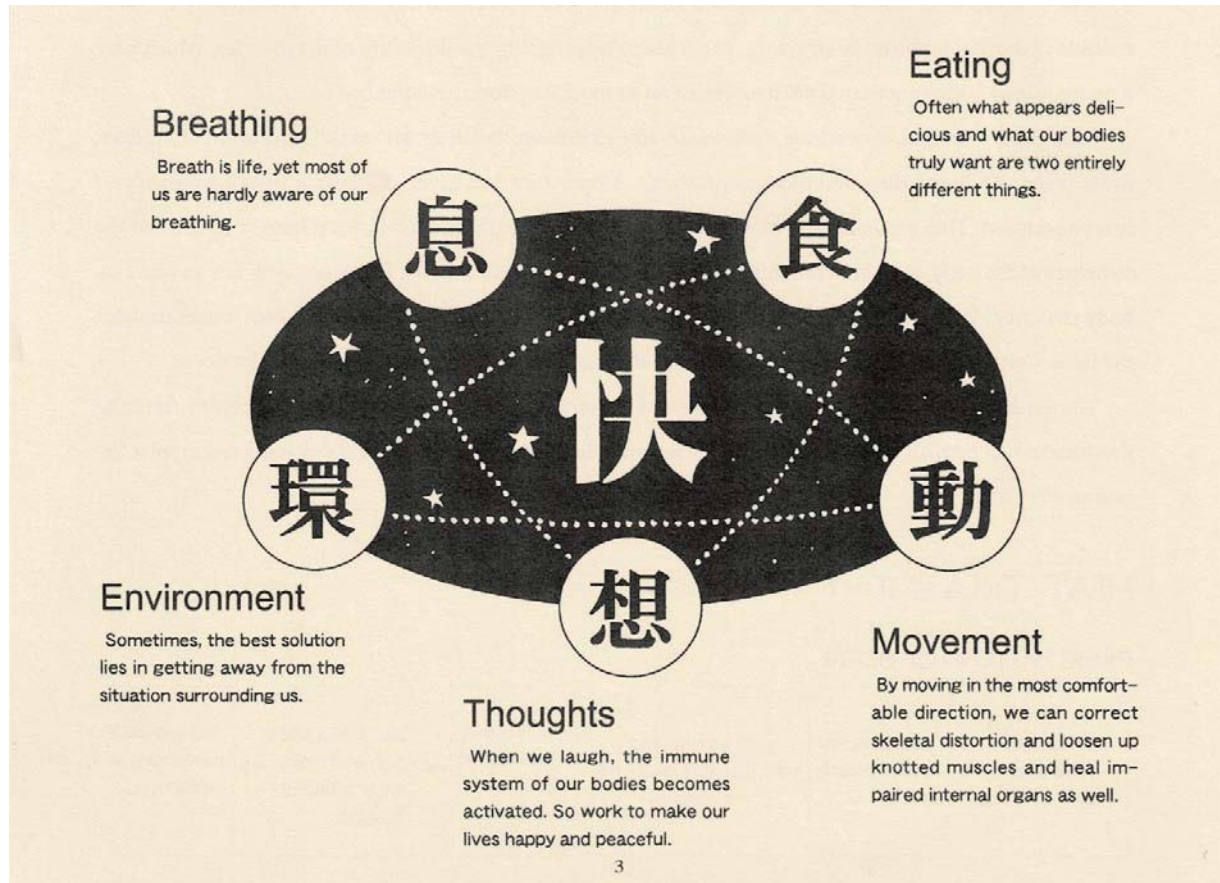 Breathing
Breath is life, yet most of
us are hardly aware of our
breathing.
息
Eating
Often what appears deli-
cious and what our bodies
truly want are two entirely
different things.
食
快
環
Environment
Sometimes, the best solution
lies in getting away from the
situation surrounding us.
想
Thoughts
When we laugh, the immune
system of our bodies becomes
activated. So work to make our
lives happy and peaceful.
動
Movement
By moving in the most comfort-
able direction, we can correct
skeletal distortion and loosen up
knotted muscles and heal im-
paired internal organs as well.
3